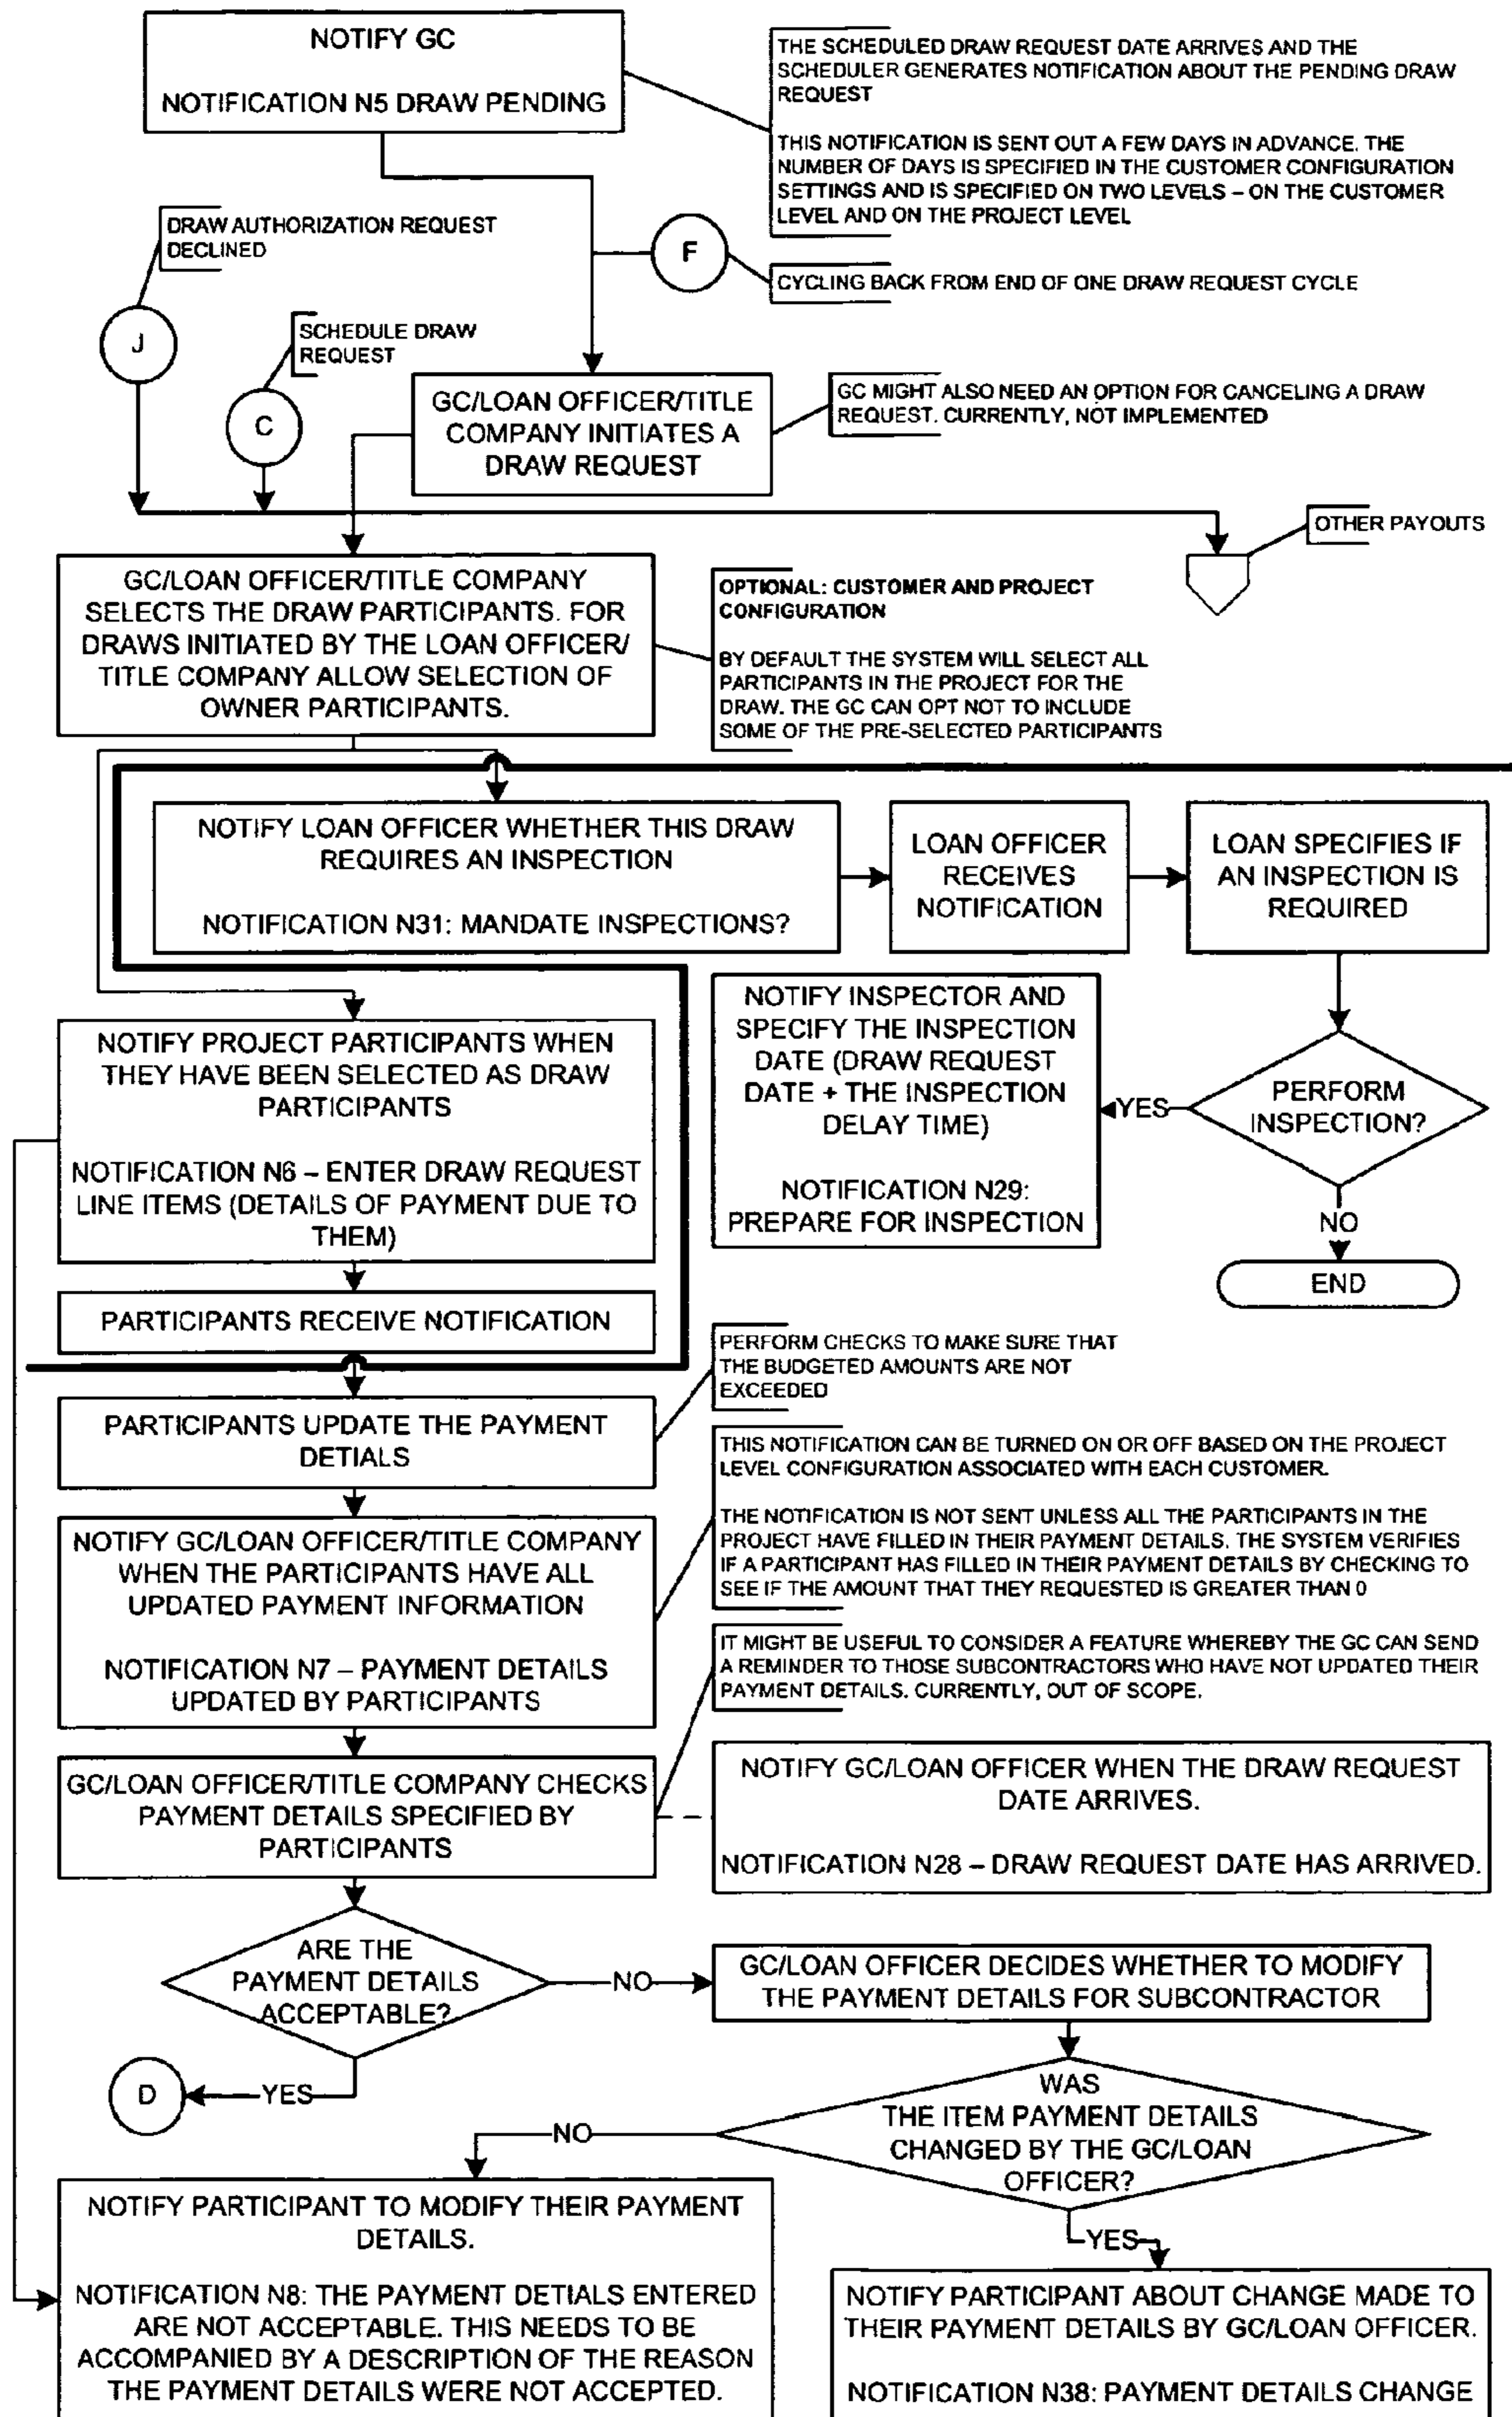 NOTIFY GC
NOTIFICATION N5 DRAW PENDING
THE SCHEDULED DRAW REQUEST DATE ARRIVES AND THE
SCHEDULER GENERATES NOTIFICATION ABOUT THE PENDING DRAW
REQUEST
THIS NOTIFICATION IS SENT OUT A FEW DAYS IN ADVANCE. THE
NUMBER OF DAYS IS SPECIFIED IN THE CUSTOMER CONFIGURATION
SETTINGS AND IS SPECIFIED ON TWO LEVELS – ON THE CUSTOMER
LEVEL AND ON THE PROJECT LEVEL
DRAW AUTHORIZATION REQUEST
DECLINED
F
CYCLING BACK FROM END OF ONE DRAW REQUEST CYCLE
J
SCHEDULE DRAW
REQUEST
C
GC/LOAN OFFICER/TITLE
COMPANY INITIATES A
DRAW REQUEST
GC MIGHT ALSO NEED AN OPTION FOR CANCELING A DRAW
REQUEST. CURRENTLY, NOT IMPLEMENTED
OTHER PAYOUTS
GC/LOAN OFFICER/TITLE COMPANY
SELECTS THE DRAW PARTICIPANTS. FOR
DRAWS INITIATED BY THE LOAN OFFICER/
TITLE COMPANY ALLOW SELECTION OF
OWNER PARTICIPANTS.
OPTIONAL: CUSTOMER AND PROJECT
CONFIGURATION
BY DEFAULT THE SYSTEM WILL SELECT ALL
PARTICIPANTS IN THE PROJECT FOR THE
DRAW. THE GC CAN OPT NOT TO INCLUDE
SOME OF THE PRE-SELECTED PARTICIPANTS
NOTIFY LOAN OFFICER WHETHER THIS DRAW
REQUIRES AN INSPECTION
NOTIFICATION N31: MANDATE INSPECTIONS?
LOAN OFFICER
RECEIVES
NOTIFICATION
LOAN SPECIFIES IF
AN INSPECTION IS
REQUIRED
NOTIFY INSPECTOR AND
SPECIFY THE INSPECTION
DATE (DRAW REQUEST
DATE + THE INSPECTION
DELAY TIME)
NOTIFICATION N29:
PREPARE FOR INSPECTION
YES
PERFORM
INSPECTION?
NO
END
NOTIFY PROJECT PARTICIPANTS WHEN
THEY HAVE BEEN SELECTED AS DRAW
PARTICIPANTS
NOTIFICATION N6 – ENTER DRAW REQUEST
LINE ITEMS (DETAILS OF PAYMENT DUE TO
THEM)
PARTICIPANTS RECEIVE NOTIFICATION
PERFORM CHECKS TO MAKE SURE THAT
THE BUDGETED AMOUNTS ARE NOT
EXCEEDED
PARTICIPANTS UPDATE THE PAYMENT
DETIALS
THIS NOTIFICATION CAN BE TURNED ON OR OFF BASED ON THE PROJECT
LEVEL CONFIGURATION ASSOCIATED WITH EACH CUSTOMER.
THE NOTIFICATION IS NOT SENT UNLESS ALL THE PARTICIPANTS IN THE
PROJECT HAVE FILLED IN THEIR PAYMENT DETAILS. THE SYSTEM VERIFIES
IF A PARTICIPANT HAS FILLED IN THEIR PAYMENT DETAILS BY CHECKING TO
SEE IF THE AMOUNT THAT THEY REQUESTED IS GREATER THAN 0
NOTIFY GC/LOAN OFFICER/TITLE COMPANY
WHEN THE PARTICIPANTS HAVE ALL
UPDATED PAYMENT INFORMATION
NOTIFICATION N7 – PAYMENT DETAILS
UPDATED BY PARTICIPANTS
IT MIGHT BE USEFUL TO CONSIDER A FEATURE WHEREBY THE GC CAN SEND
A REMINDER TO THOSE SUBCONTRACTORS WHO HAVE NOT UPDATED THEIR
PAYMENT DETAILS. CURRENTLY, OUT OF SCOPE.
GC/LOAN OFFICER/TITLE COMPANY CHECKS
PAYMENT DETAILS SPECIFIED BY
PARTICIPANTS
NOTIFY GC/LOAN OFFICER WHEN THE DRAW REQUEST
DATE ARRIVES.
NOTIFICATION N28 – DRAW REQUEST DATE HAS ARRIVED.
ARE THE
PAYMENT DETAILS
ACCEPTABLE?
NO
GC/LOAN OFFICER DECIDES WHETHER TO MODIFY
THE PAYMENT DETAILS FOR SUBCONTRACTOR
D
YES
WAS
THE ITEM PAYMENT DETAILS
CHANGED BY THE GC/LOAN
OFFICER?
NO
YES
NOTIFY PARTICIPANT TO MODIFY THEIR PAYMENT
DETAILS.
NOTIFICATION N8: THE PAYMENT DETIALS ENTERED
ARE NOT ACCEPTABLE. THIS NEEDS TO BE
ACCOMPANIED BY A DESCRIPTION OF THE REASON
THE PAYMENT DETAILS WERE NOT ACCEPTED.
NOTIFY PARTICIPANT ABOUT CHANGE MADE TO
THEIR PAYMENT DETAILS BY GC/LOAN OFFICER.
NOTIFICATION N38: PAYMENT DETAILS CHANGE